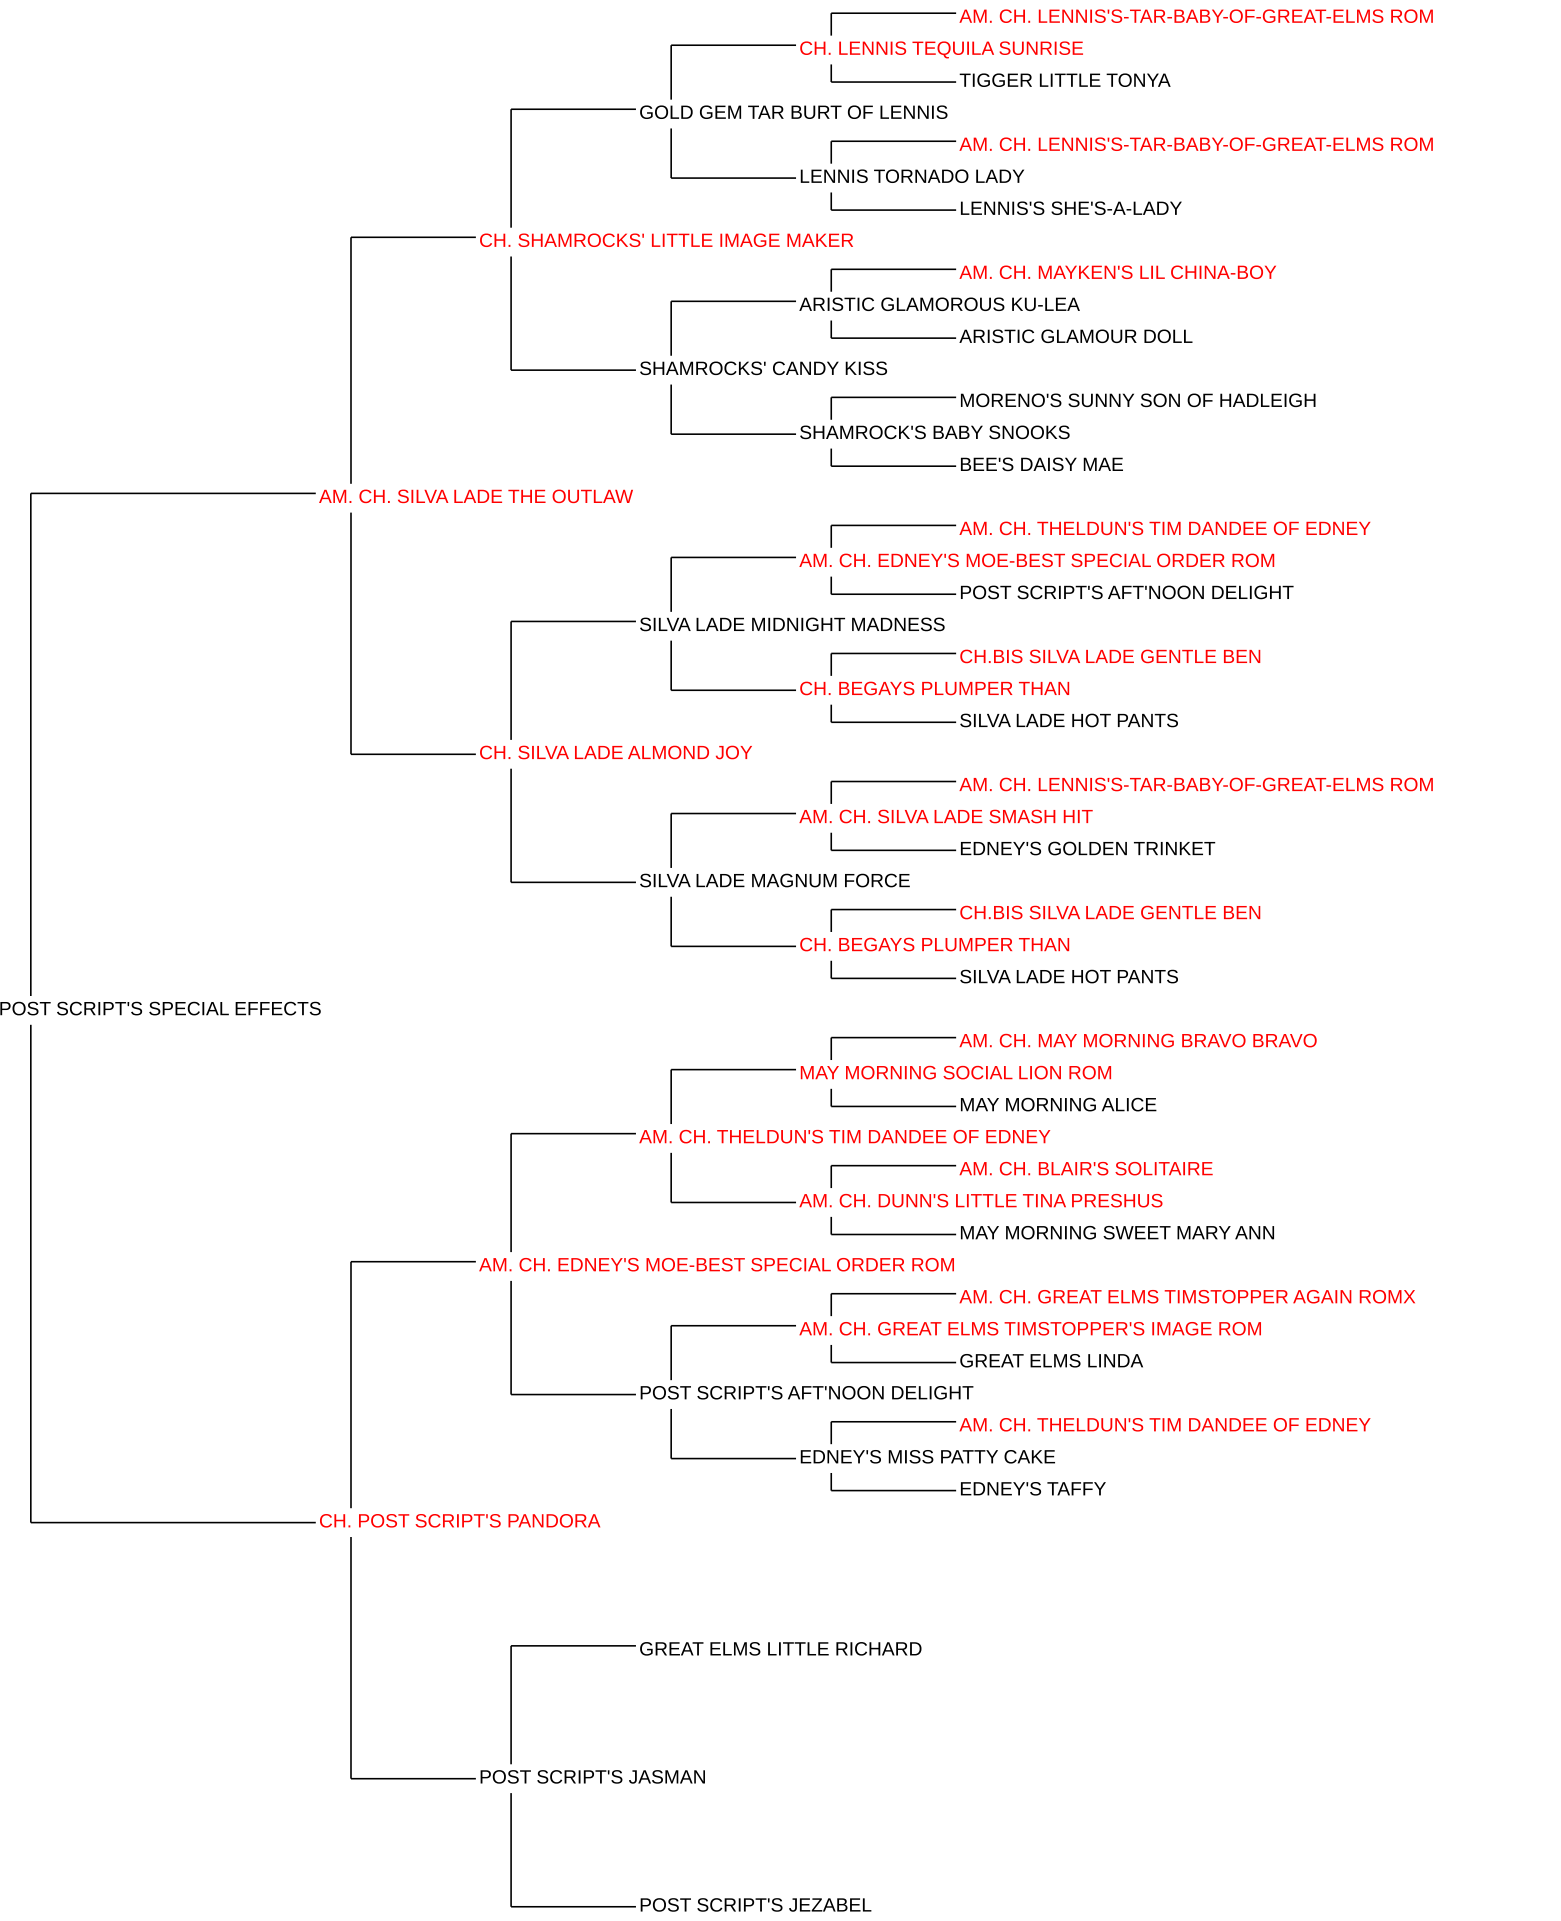 AM. CH. LENNIS'S-TAR-BABY-OF-GREAT-ELMS ROM
CH. LENNIS TEQUILA SUNRISE
TIGGER LITTLE TONYA
GOLD GEM TAR BURT OF LENNIS
AM. CH. LENNIS'S-TAR-BABY-OF-GREAT-ELMS ROM
LENNIS TORNADO LADY
LENNIS'S SHE'S-A-LADY
CH. SHAMROCKS' LITTLE IMAGE MAKER
AM. CH. MAYKEN'S LIL CHINA-BOY
ARISTIC GLAMOROUS KU-LEA
ARISTIC GLAMOUR DOLL
SHAMROCKS' CANDY KISS
MORENO'S SUNNY SON OF HADLEIGH
SHAMROCK'S BABY SNOOKS
BEE'S DAISY MAE
AM. CH. SILVA LADE THE OUTLAW
AM. CH. THELDUN'S TIM DANDEE OF EDNEY
AM. CH. EDNEY'S MOE-BEST SPECIAL ORDER ROM
POST SCRIPT'S AFT'NOON DELIGHT
SILVA LADE MIDNIGHT MADNESS
CH.BIS SILVA LADE GENTLE BEN
CH. BEGAYS PLUMPER THAN
SILVA LADE HOT PANTS
CH. SILVA LADE ALMOND JOY
AM. CH. LENNIS'S-TAR-BABY-OF-GREAT-ELMS ROM
AM. CH. SILVA LADE SMASH HIT
EDNEY'S GOLDEN TRINKET
SILVA LADE MAGNUM FORCE
CH.BIS SILVA LADE GENTLE BEN
CH. BEGAYS PLUMPER THAN
SILVA LADE HOT PANTS
POST SCRIPT'S SPECIAL EFFECTS
AM. CH. MAY MORNING BRAVO BRAVO
MAY MORNING SOCIAL LION ROM
MAY MORNING ALICE
AM. CH. THELDUN'S TIM DANDEE OF EDNEY
AM. CH. BLAIR'S SOLITAIRE
AM. CH. DUNN'S LITTLE TINA PRESHUS
MAY MORNING SWEET MARY ANN
AM. CH. EDNEY'S MOE-BEST SPECIAL ORDER ROM
AM. CH. GREAT ELMS TIMSTOPPER AGAIN ROMX
AM. CH. GREAT ELMS TIMSTOPPER'S IMAGE ROM
GREAT ELMS LINDA
POST SCRIPT'S AFT'NOON DELIGHT
AM. CH. THELDUN'S TIM DANDEE OF EDNEY
EDNEY'S MISS PATTY CAKE
EDNEY'S TAFFY
CH. POST SCRIPT'S PANDORA
GREAT ELMS LITTLE RICHARD
POST SCRIPT'S JASMAN
POST SCRIPT'S JEZABEL